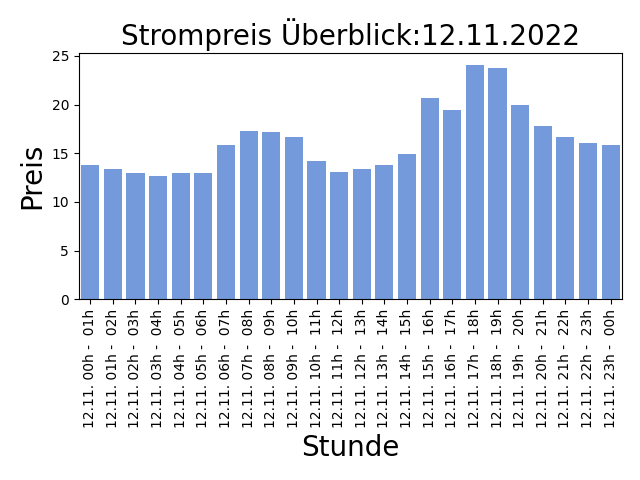 Strompreis Überblick:12.11.2022
Preis
25
20
15
10
5
0
12.11. 00h - 01h
12.11. 01h - 02h
12.11. 02h - 03h
12.11. 03h - 04h
12.11. 04h - 05h
12.11. 05h - 06h
12.11. 06h - 07h
12.11. 07h - 08h
12.11. 08h - 09h
12.11. 09h - 10h
12.11. 10h - 11h
12.11. 11h - 12h
12.11. 12h - 13h
12.11. 13h - 14h
12.11. 14h - 15h
12.11. 15h - 16h
12.11. 16h - 17h
12.11. 17h - 18h
12.11. 18h - 19h
12.11. 19h - 20h
12.11. 20h - 21h
12.11. 21h - 22h
12.11. 22h - 23h
12.11. 23h - 00h
Stunde